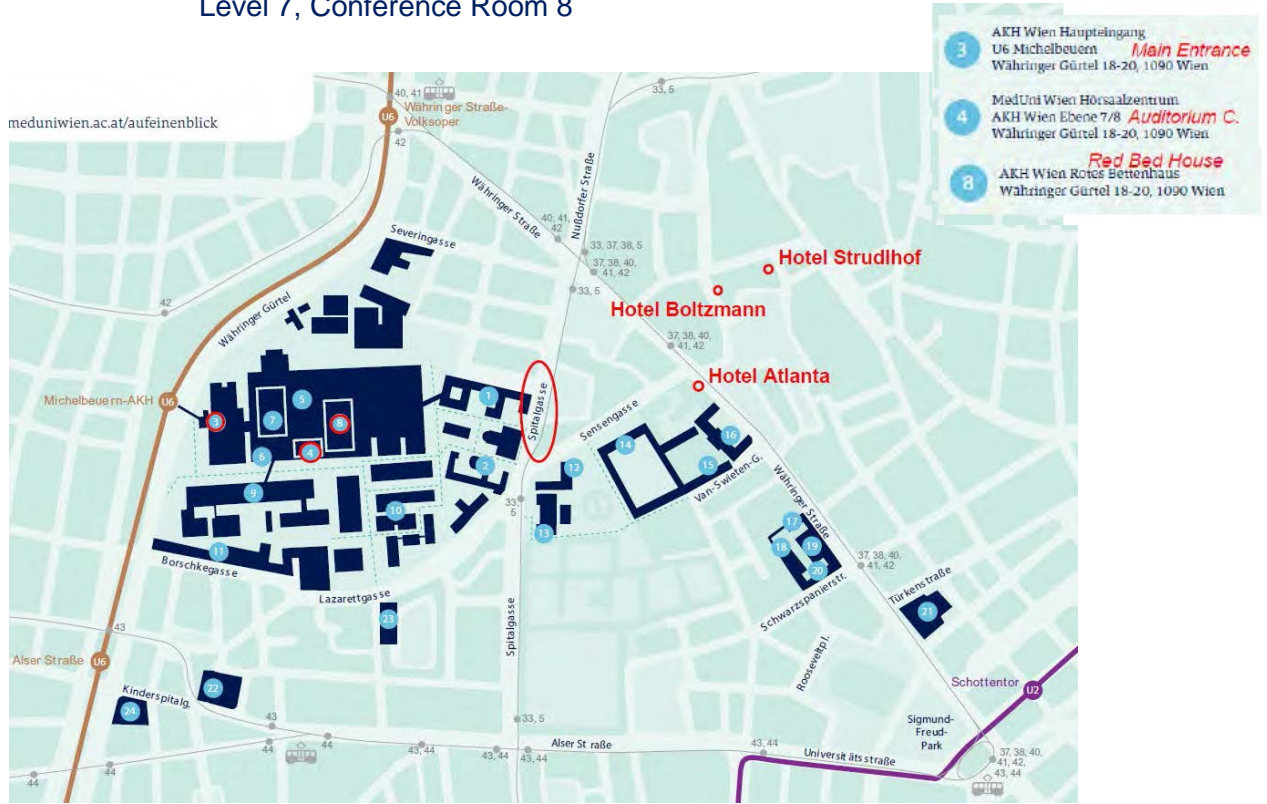 Level 7, Conference Room 8
3
AKH Wien Haupteingang
U6 Michelbeuern Main Entrance
Währinger Gürtel 18-20, 1090 Wien
4
MedUni Wien Hörsaalzentrum
AKH Wien Ebene 7/8 Auditorium C.
Währinger Gürtel 18-20, 1090 Wien
Red Bed House
8
AKH Wien Rotes Bettenhaus
Währinger Gürtel 18-20, 1090 Wien
meduniwien.ac.at/aufeinenblick
40, 41
33, 5
U6
Währinger Straße-
Volksoper
42
Währinger Straße
Nußdorfer Straße
40, 41,
42
Severingasse
33, 37, 38, 5
37, 38, 40,
41, 42
33, 5
Hotel Strudlhof
Hotel Boltzmann
42
Währinger Gürtel
37, 38, 40,
41, 42
Hotel Atlanta
Michelbeuern-AKH
U6
5
1
3
7
8
Spitalgasse
Sensengasse
16
14
6
4
2
12
15
Van-Swieten-G.
9
33,
5
10
13
Währinger Straße
17
18
19
20
37, 38, 40,
41, 42
11
Borschkegasse
Lazarettgasse
23
Schwarzspanierstr.
Türkenstraße
21
43
Spitalgasse
Rooseveltpl.
Alser Straße
U6
22
Kinderspitalg.
24
Schottentor
U2
43
44
44
33, 5
Sigmund-
Freud-
Park
44
44
43, 44
43, 44
43, 44
Alser Straße
43, 44
Universitätsstraße
37, 38, 40,
41, 42,
43, 44